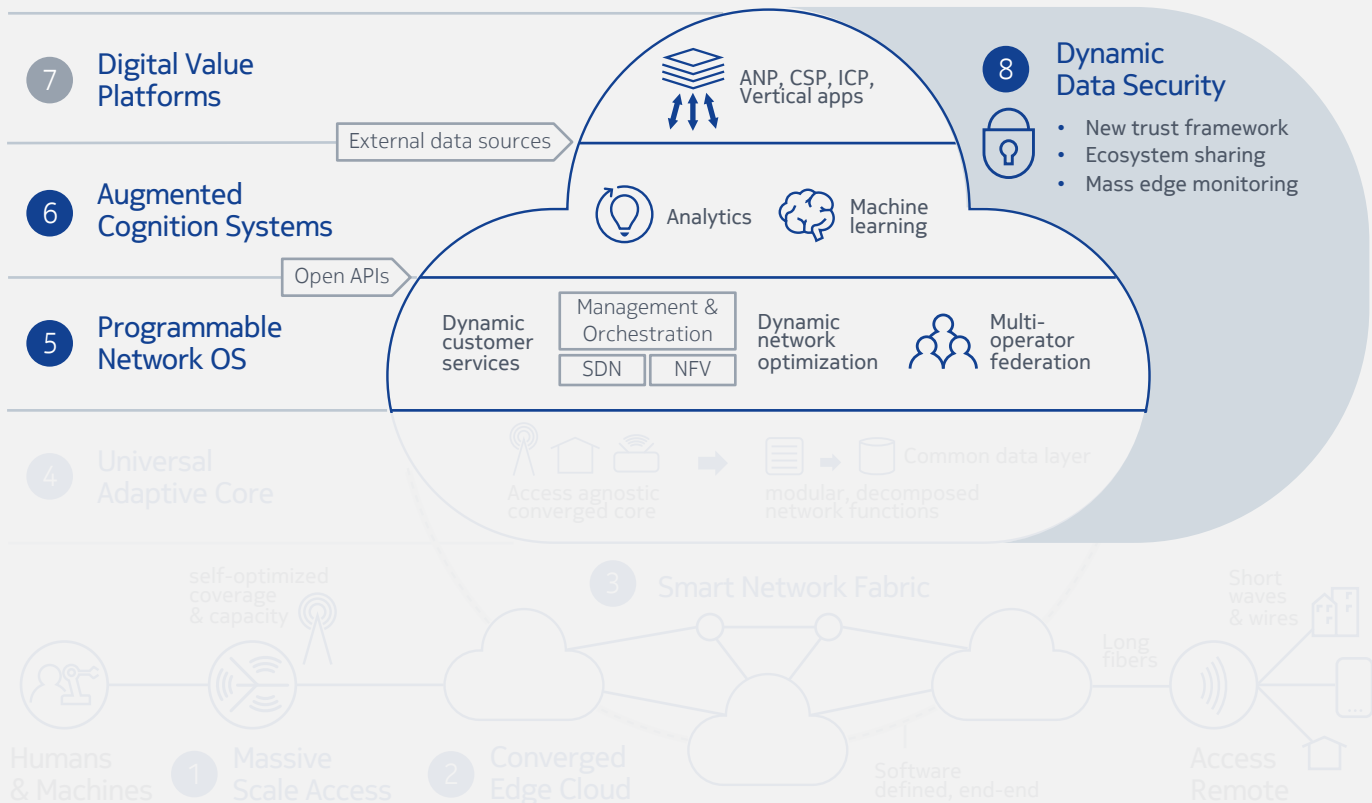 7
Digital Value
Platforms
ANP, CSP, ICP,
Vertical apps
8
Dynamic
Data Security
• New trust framework
• Ecosystem sharing
• Mass edge monitoring
External data sources
6
Augmented
Cognition Systems
Analytics
Machine
learning
Open APIs
5
Programmable
Network OS
Dynamic
customer
services
Management &
Orchestration
SDN
NFV
Dynamic
network
optimization
Multi-
operator
federation
4
Universal
Adaptive Core
Access agnostic
converged core
Common data layer
modular, decomposed
network functions
self-optimized
coverage
& capacity
3
Smart Network Fabric
Short
waves
& wires
Long
fibers
Humans
& Machines
1
Massive
Scale Access
2
Converged
Edge Cloud
Software
defined, end-end
Access
Remote